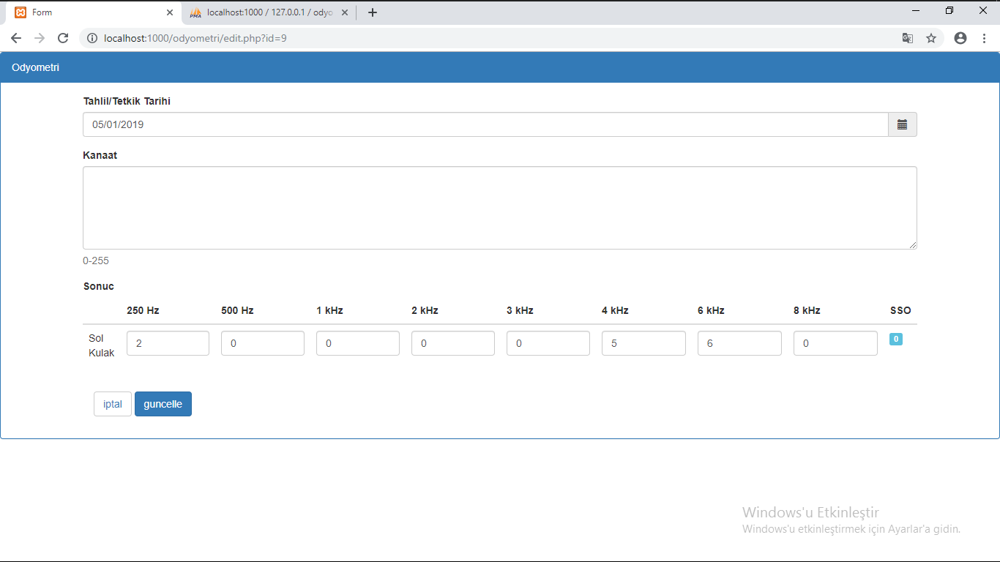 Form
localhost:1000 / 127.0.0.1 / odyo
localhost:1000/odyometri/edit.php?id=9
Odyometri
Tahlil/Tetkik Tarihi
05/01/2019
Kanaat
0-255
Sonuc
250 Hz 500 Hz 1 kHz 2 kHz 3 kHz 4 kHz 6 kHz 8 kHz SSO
Sol Kulak 2 0 0 0 0 5 6 0 0
iptal guncelle
Windows'u Etkinleştir
Windows'u etkinleştirmek için Ayarlar'a gidin.